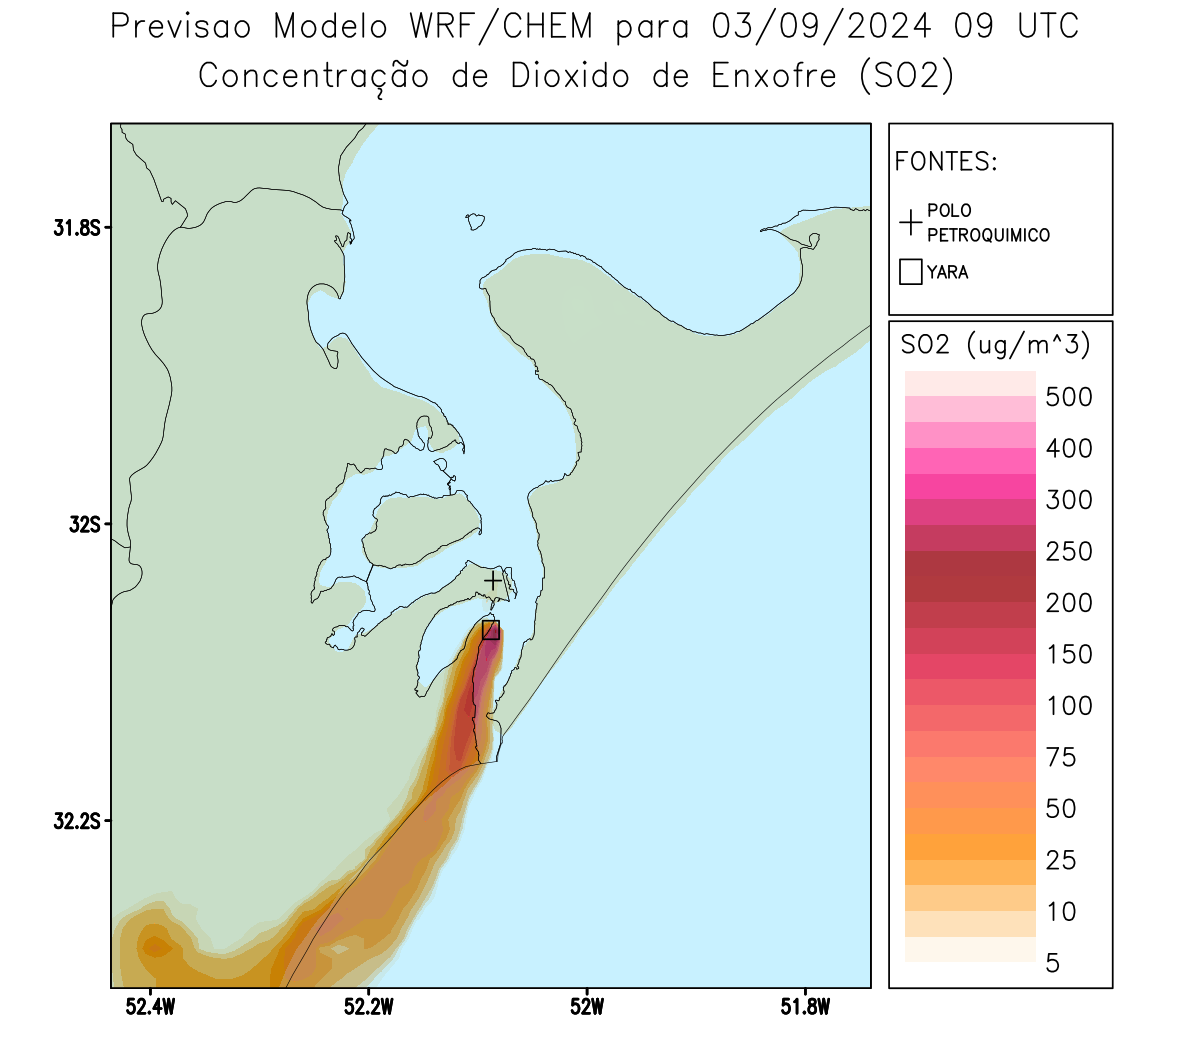 Previsao Modelo WRF/CHEM para 03/09/2024 09 UTC
Concentração de Dioxido de Enxofre (SO2)
FONTES:
POLO
PETROQUIMICO
YARA
SO2 (ug/m^3)
500
400
300
250
200
150
100
75
50
25
10
5
31.8S
32S
32.2S
52.4W
52.2W
52W
51.8W